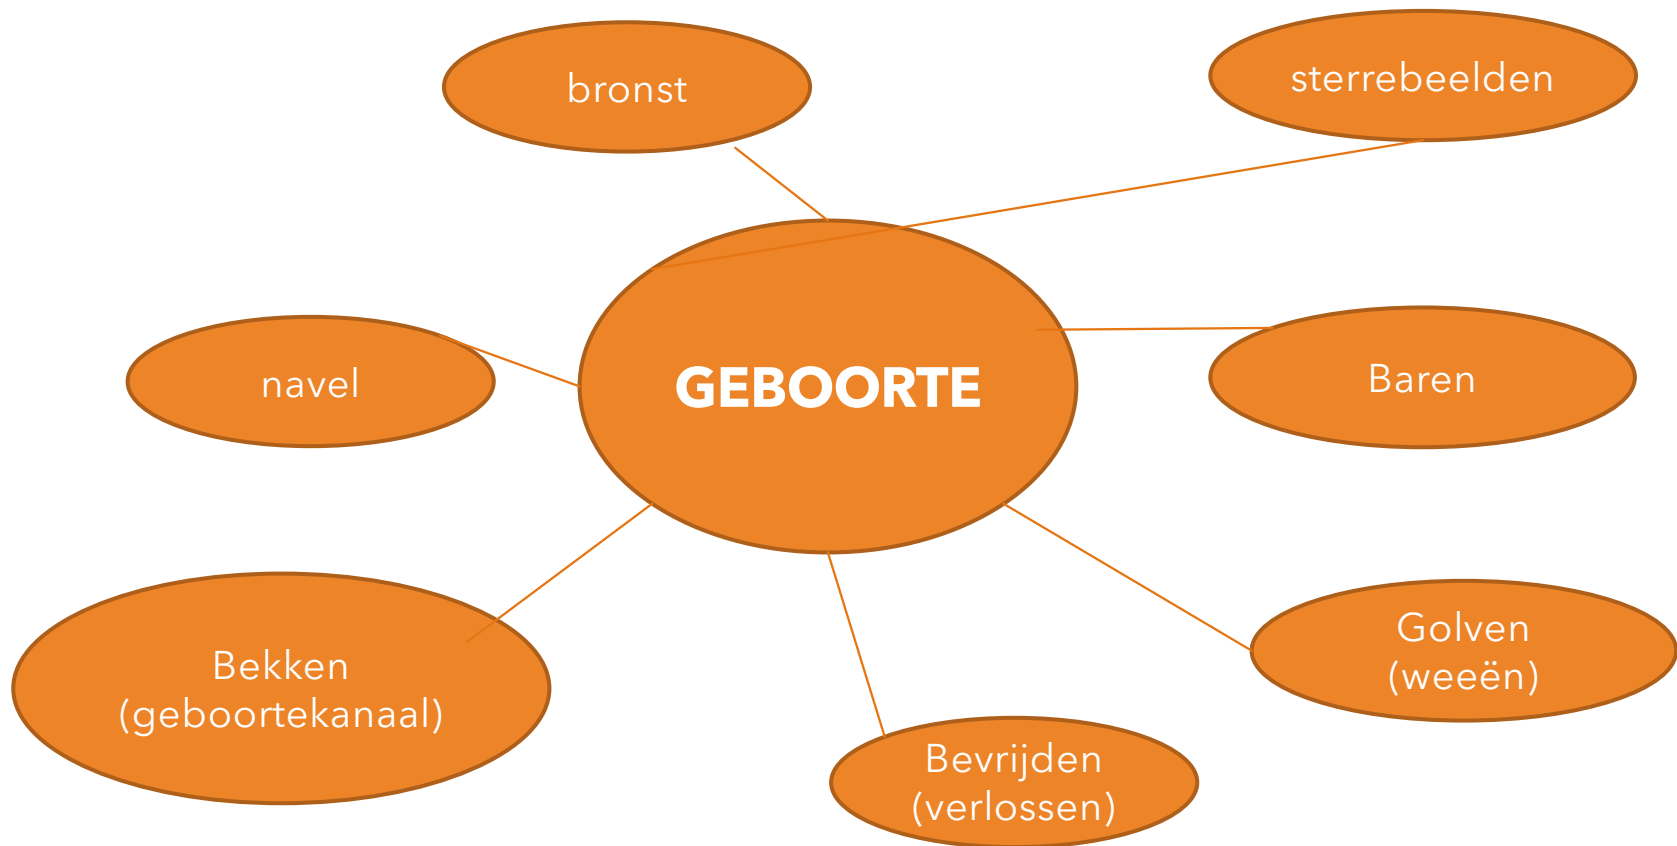 bronst
sterrebeelden
navel
GEBOORTE
Baren
Bekken
(geboortekanaal)
Golven
(weeën)
Bevrijden
(verlossen)